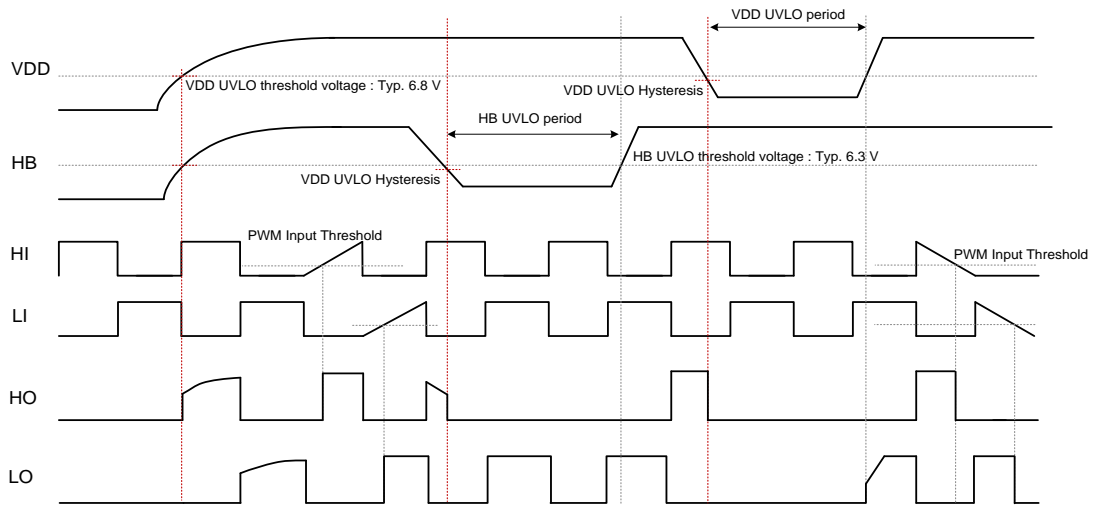 VDD UVLO period
VDD
VDD UVLO threshold voltage : Typ. 6.8 V
VDD UVLO Hysteresis
HB UVLO period
HB
HB UVLO threshold voltage : Typ. 6.3 V
VDD UVLO Hysteresis
PWM Input Threshold
HI
PWM Input Threshold
LI
HO
LO